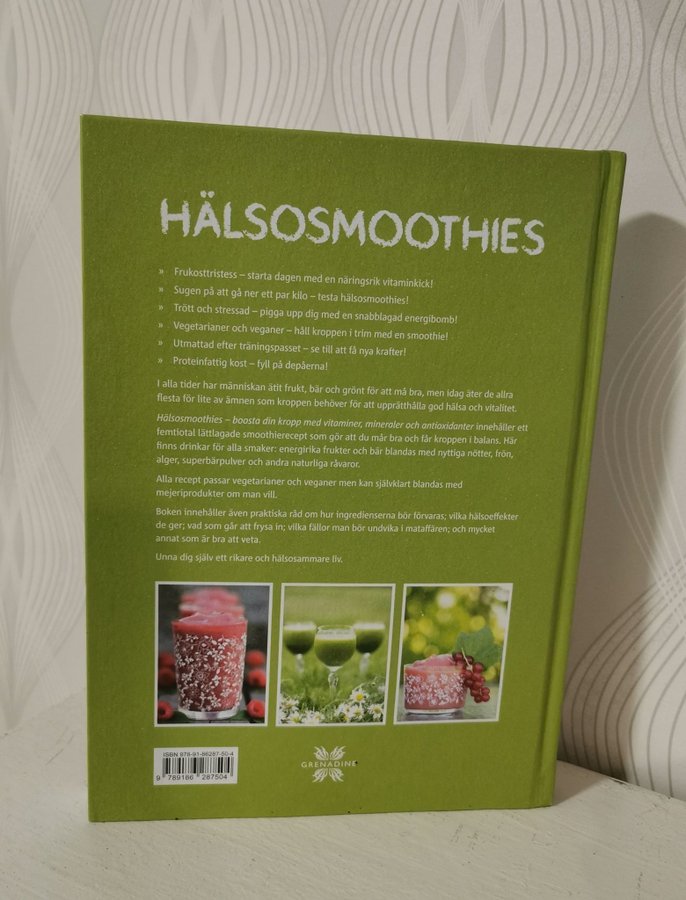 HÄLSOSMOOTHIES
» Frukosttristess – starta dagen med en näringsrik vitaminkick!
» Sugen på att gå ner ett par kilo – testa hälsosmoothies!
» Trött och stressad – pigga upp dig med en snabblagad energibomb!
» Vegetarianer och veganer – håll kroppen i trim med en smoothie!
» Utmattad efter träningspasset – se till att få nya krafter!
» Proteinfattig kost – fyll på depåerna!
I alla tider har människan ätit frukt, bär och grönt för att må bra, men idag äter de allra
flesta för lite av ämnen som kroppen behöver för att upprätthålla god hälsa och vitalitet.
Hälsosmoothies – boosta din kropp med vitaminer, mineraler och antioxidanter innehåller ett
femtiotal lättlagade smoothierecept som gör att du mår bra och får kroppen i balans. Här
finns drinkar för alla smaker: energirika frukter och bär blandas med nyttiga nötter, frön,
alger, superbärpulver och andra naturliga råvaror.
Alla recept passar vegetarianer och veganer men kan självklart blandas med
mejeriprodukter om man vill.
Boken innehåller även praktiska råd om hur ingredienserna bör förvaras; vilka hälsoeffekter
de ger; vad som går att frysa in; vilka fällor man bör undvika i mataffären; och mycket
annat som är bra att veta.
Unna dig själv ett rikare och hälsosammare liv.
ISBN 978-91-86287-50-4
9 789186 287504
GRENADINE